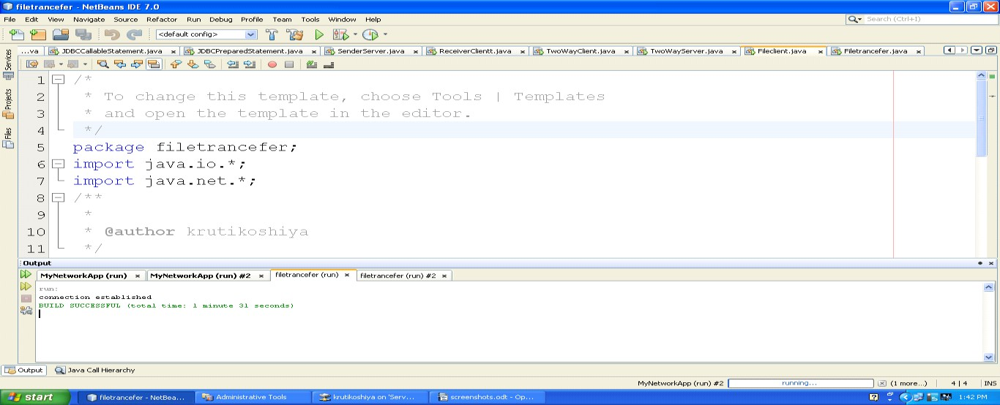 filetrancefer - NetBeans IDE 7.0
File Edit View Navigate Source Refactor Run Debug Profile Team Tools Window Help
Search (Ctrl+I)
<default config>
...va JDBCCallableStatement.java JDBCPreparedStatement.java SenderServer.java ReceiverClientt.java TwoWayClient.java TwoWayServer.java Fileclient.java Filetrancefer.java
Services
Projects
Files
1 /*
2 * To change this template, choose Tools | Templates
3 * and open the template in the editor.
4 */
5 package filetrancefer;
6 import java.io.*;
7 import java.net.*;
8 /**
9 *
10 * @author krutikoshiya
11 */
Output
MyNetworkApp (run) MyNetworkApp (run) #2 filetrancefer (run) filetrancefer (run) #2
run:
connection established
BUILD SUCCESSFUL (total time: 1 minute 31 seconds)
Output Java Call Hierarchy
MyNetworkApp (run) #2 running... (1 more...) 4 | 4 INS
start filetrancefer - NetBea... Administrative Tools krutikoshiya on 'Serv... screenshots.odt - Op... 1:42 PM